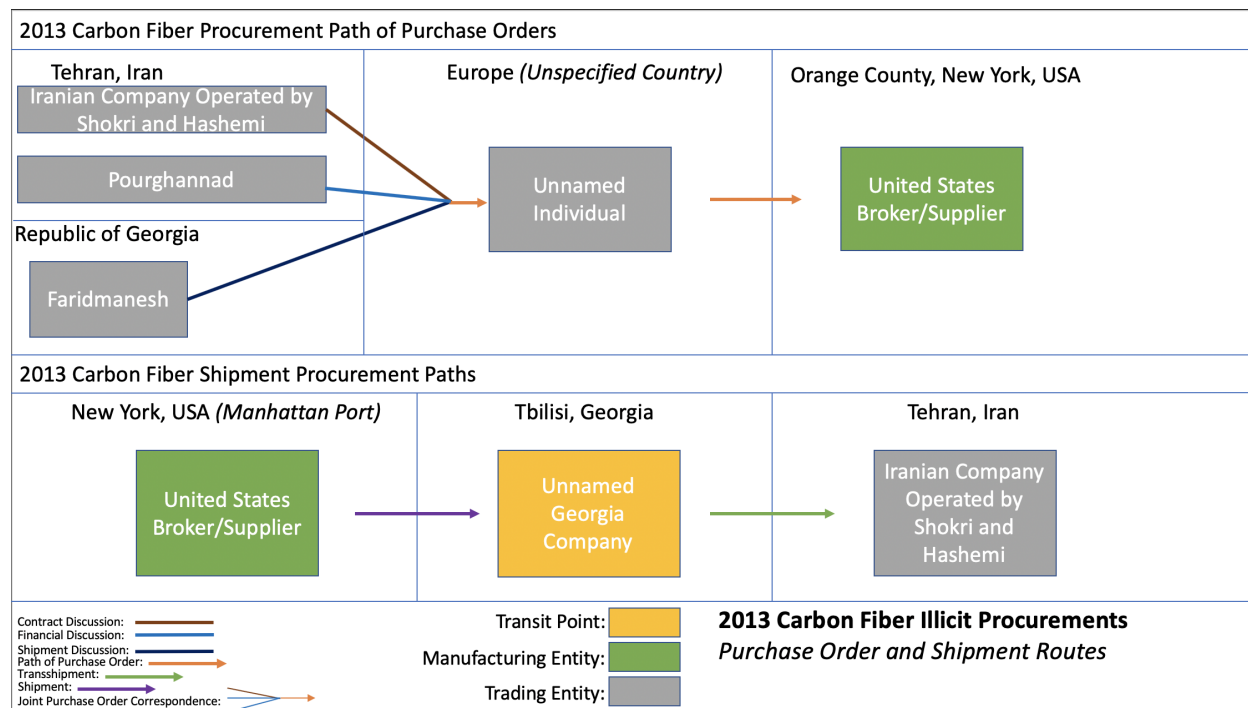 2013 Carbon Fiber Procurement Path of Purchase Orders
Tehran, Iran
Europe (Unspecified Country)
Orange County, New York, USA
Iranian Company Operated by
Shokri and Hashemi
Pourghannad
Republic of Georgia
Faridmanesh
Unnamed
Individual
United States
Broker/Supplier
2013 Carbon Fiber Shipment Procurement Paths
New York, USA (Manhattan Port)
Tbilisi, Georgia
Tehran, Iran
United States
Broker/Supplier
Unnamed
Georgia
Company
Iranian Company
Operated by
Shokri and
Hashemi
Contract Discussion:
Financial Discussion:
Shipment Discussion:
Path of Purchase Order:
Transshipment:
Shipment:
Joint Purchase Order Correspondence:
Transit Point:
Manufacturing Entity:
Trading Entity:
2013 Carbon Fiber Illicit Procurements
Purchase Order and Shipment Routes